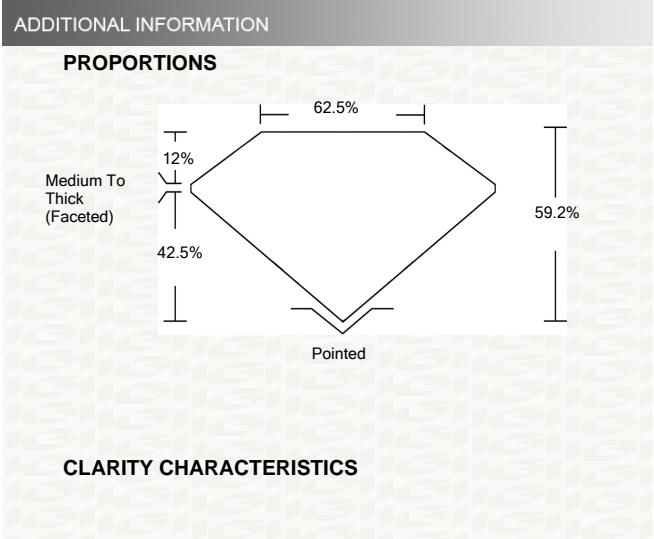 ADDITIONAL INFORMATION
PROPORTIONS
62.5%
12%
Medium To
Thick
(Faceted)
59.2%
42.5%
Pointed
CLARITY CHARACTERISTICS